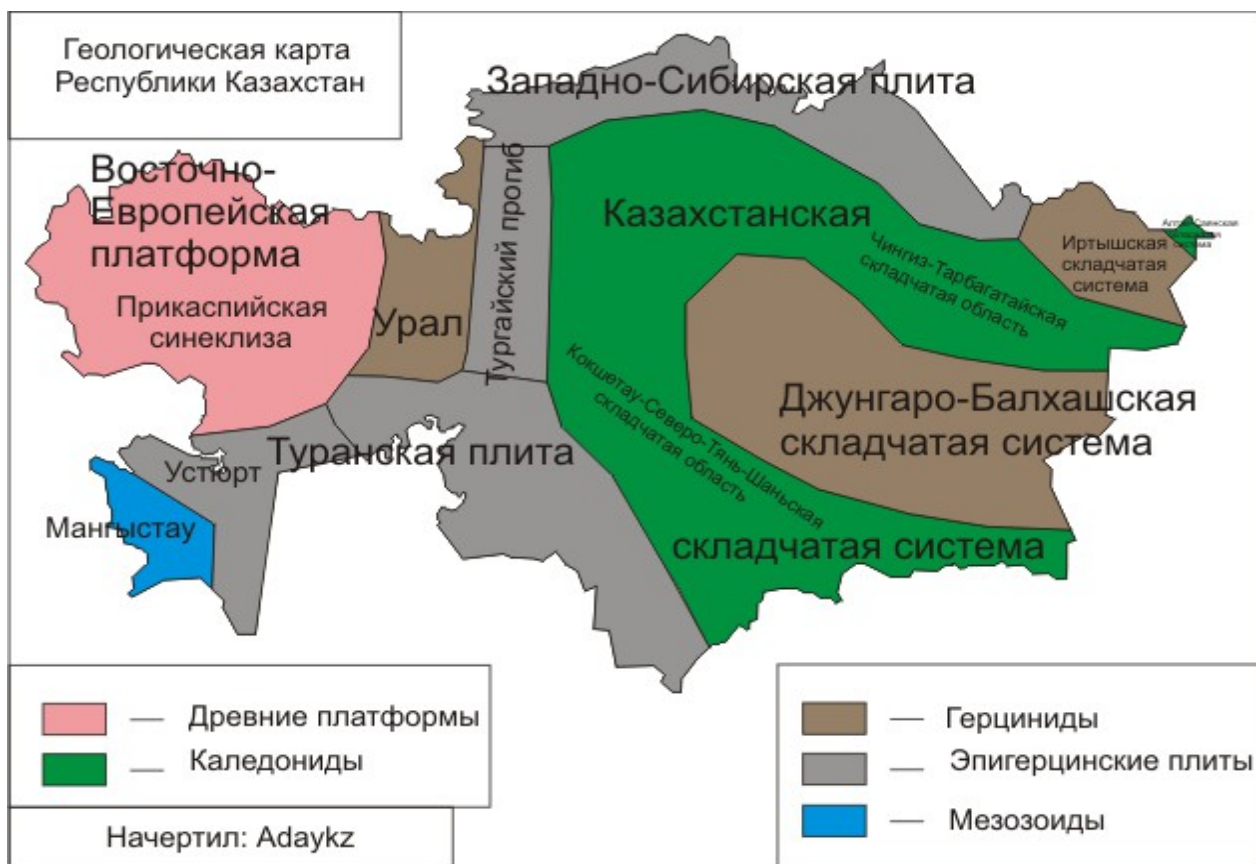 Геологическая карта
Республики Казахстан
Западно-Сибирская плита
Восточно-
Европейская
платформа
Прикаспийская
синеклиза
Урал
Тургайский прогиб
Казахстанская
Чингиз-Тарбагатайская
складчатая область
Иртышская
складчатая
система
система
Кокшетау-Северо-Тянь-Шаньская
складчатая область
Джунгаро-Балхашская
складчатая система
Туранская плита
Устюрт
Мангыстау
складчатая система
— Древние платформы
— Каледониды
Начертил: Adaykz
— Герциниды
— Эпигерцинские плиты
— Мезозоиды